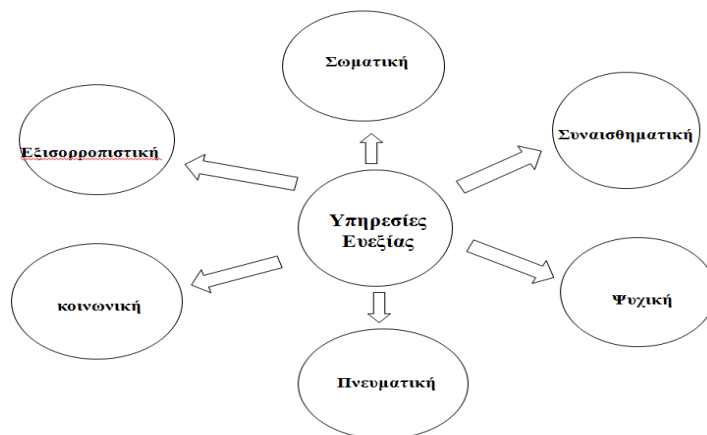 Σωματική
Συναισθηματική
Εξισορροπιστική
Υπηρεσίες
Ευεξίας
κοινωνική
Ψυχική
Πνευματική